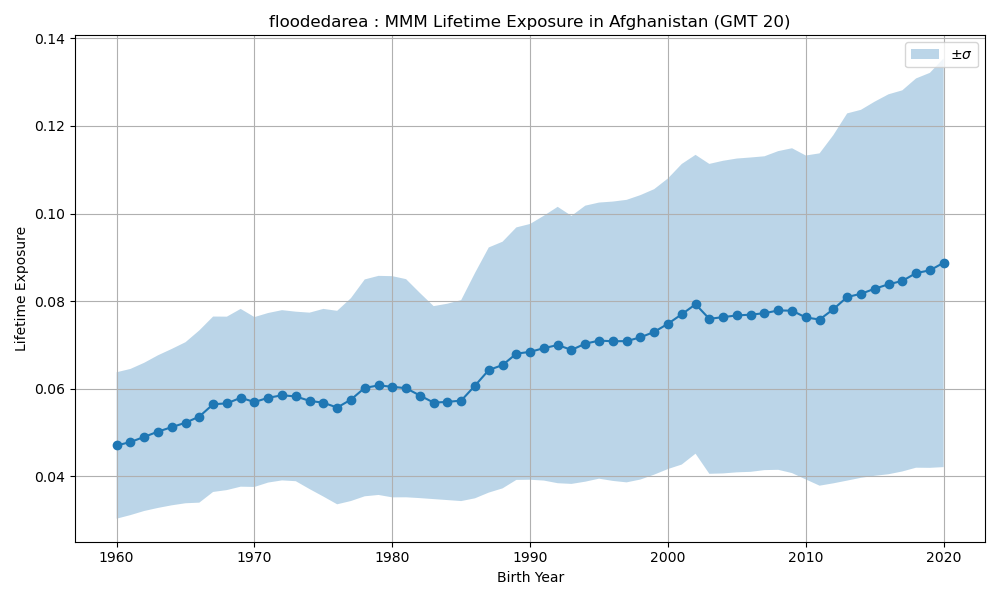 floodedarea : MMM Lifetime Exposure in Afghanistan (GMT 20)
±σ
0.14
0.12
0.10
0.08
0.06
0.04
Lifetime Exposure
1960 1970 1980 1990 2000 2010 2020
Birth Year